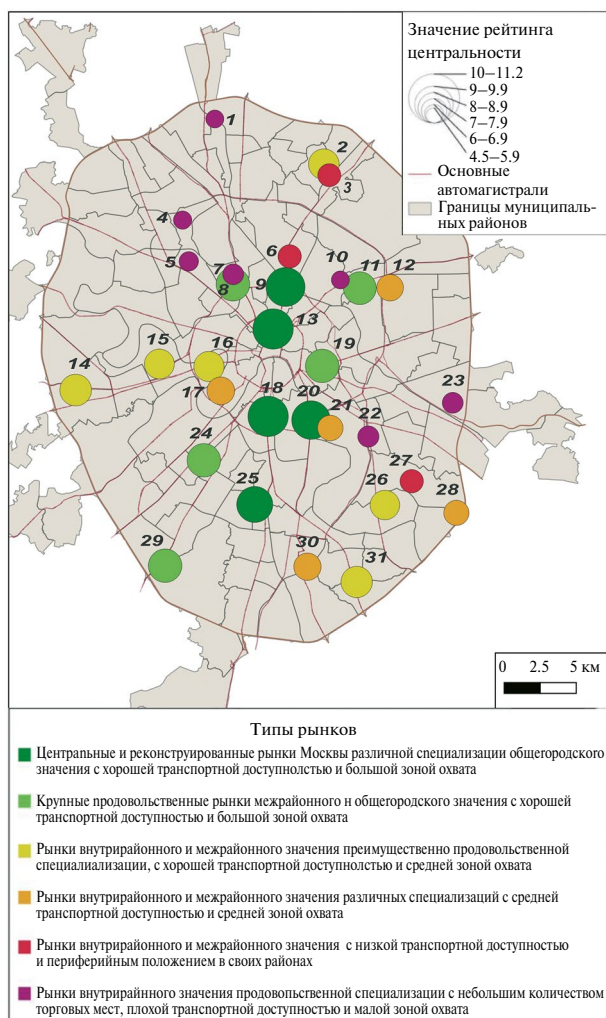 Значение рейтинга
центральности
10–11.2
9–9.9
8–8.9
7–7.9
6–6.9
4.5–5.9
Основные
автомагистрали
Границы муниципаль-
ных районов
1
2
3
4
5
6
7
8
9
10
11
12
13
14
15
16
17
18
19
20
21
22
23
24
25
26
27
28
29
30
31
0 2.5 5 км
Типы рынков
Центральные и реконструированные рынки Москвы различной специализации общегородского
значения с хорошей транспортной доступнолстью и большой зоной охвата
Крупные продовольственные рынки межрайонного н общегородского значения с хорошей
транспортной доступностью и большой зоной охвата
Рынки внутрирайонного и межрайонного значения преимущественно продовольственной
специалиализации, с хорошей транспортной доступнолстью и средней зоной охвата
Рынки внутрирайонного и межрайонного значения различных специализаций с средней
транспортной доступностью и средней зоной охвата
Рынки внутрирайонного и межрайонного значения с низкой транспортной доступностью
и периферийным положением в своих районах
Рынки внутрирайнного значения продовопьсгвенной специализации с небольшим количеством
торговых мест, плохой транспортной доступностью и малой зоной охвата